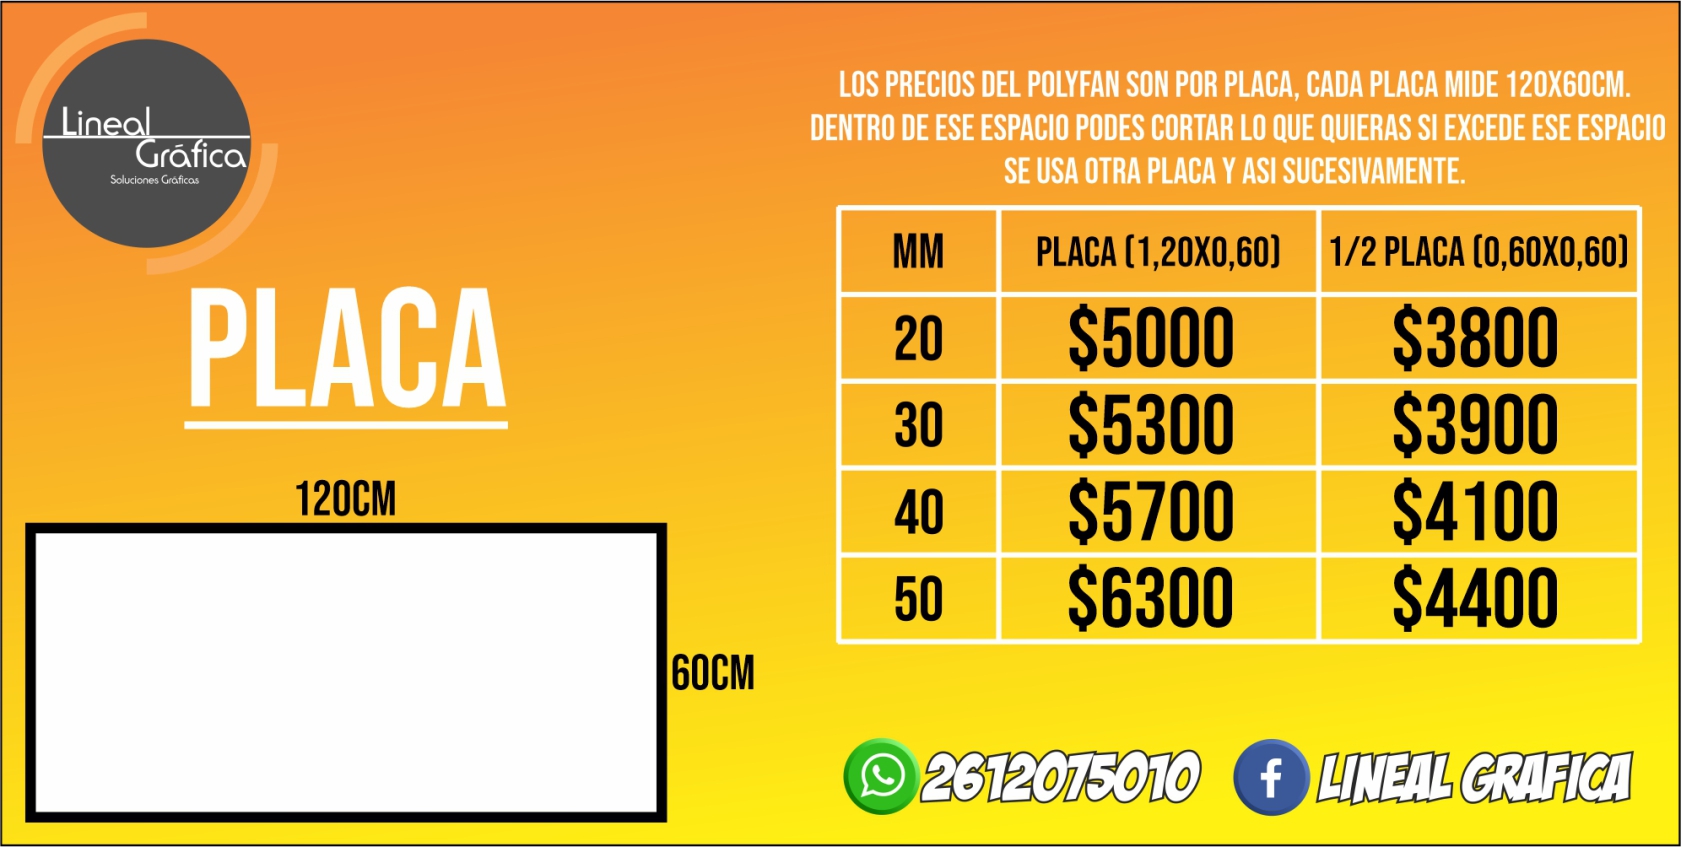 Lineal
Gráfica
Soluciones Gráficas
PLACA
120CM
60CM
LOS PRECIOS DEL POLYFAN SON POR PLACA, CADA PLACA MIDE 120X60CM.
DENTRO DE ESE ESPACIO PODES CORTAR LO QUE QUIERAS SI EXCEDE ESE ESPACIO
SE USA OTRA PLACA Y ASI SUCESIVAMENTE.
MM PLACA (1,20X0,60) 1/2 PLACA (0,60X0,60)
20 $5000 $3800
30 $5300 $3900
40 $5700 $4100
50 $6300 $4400
2612075010 f LINEAL GRAFICA